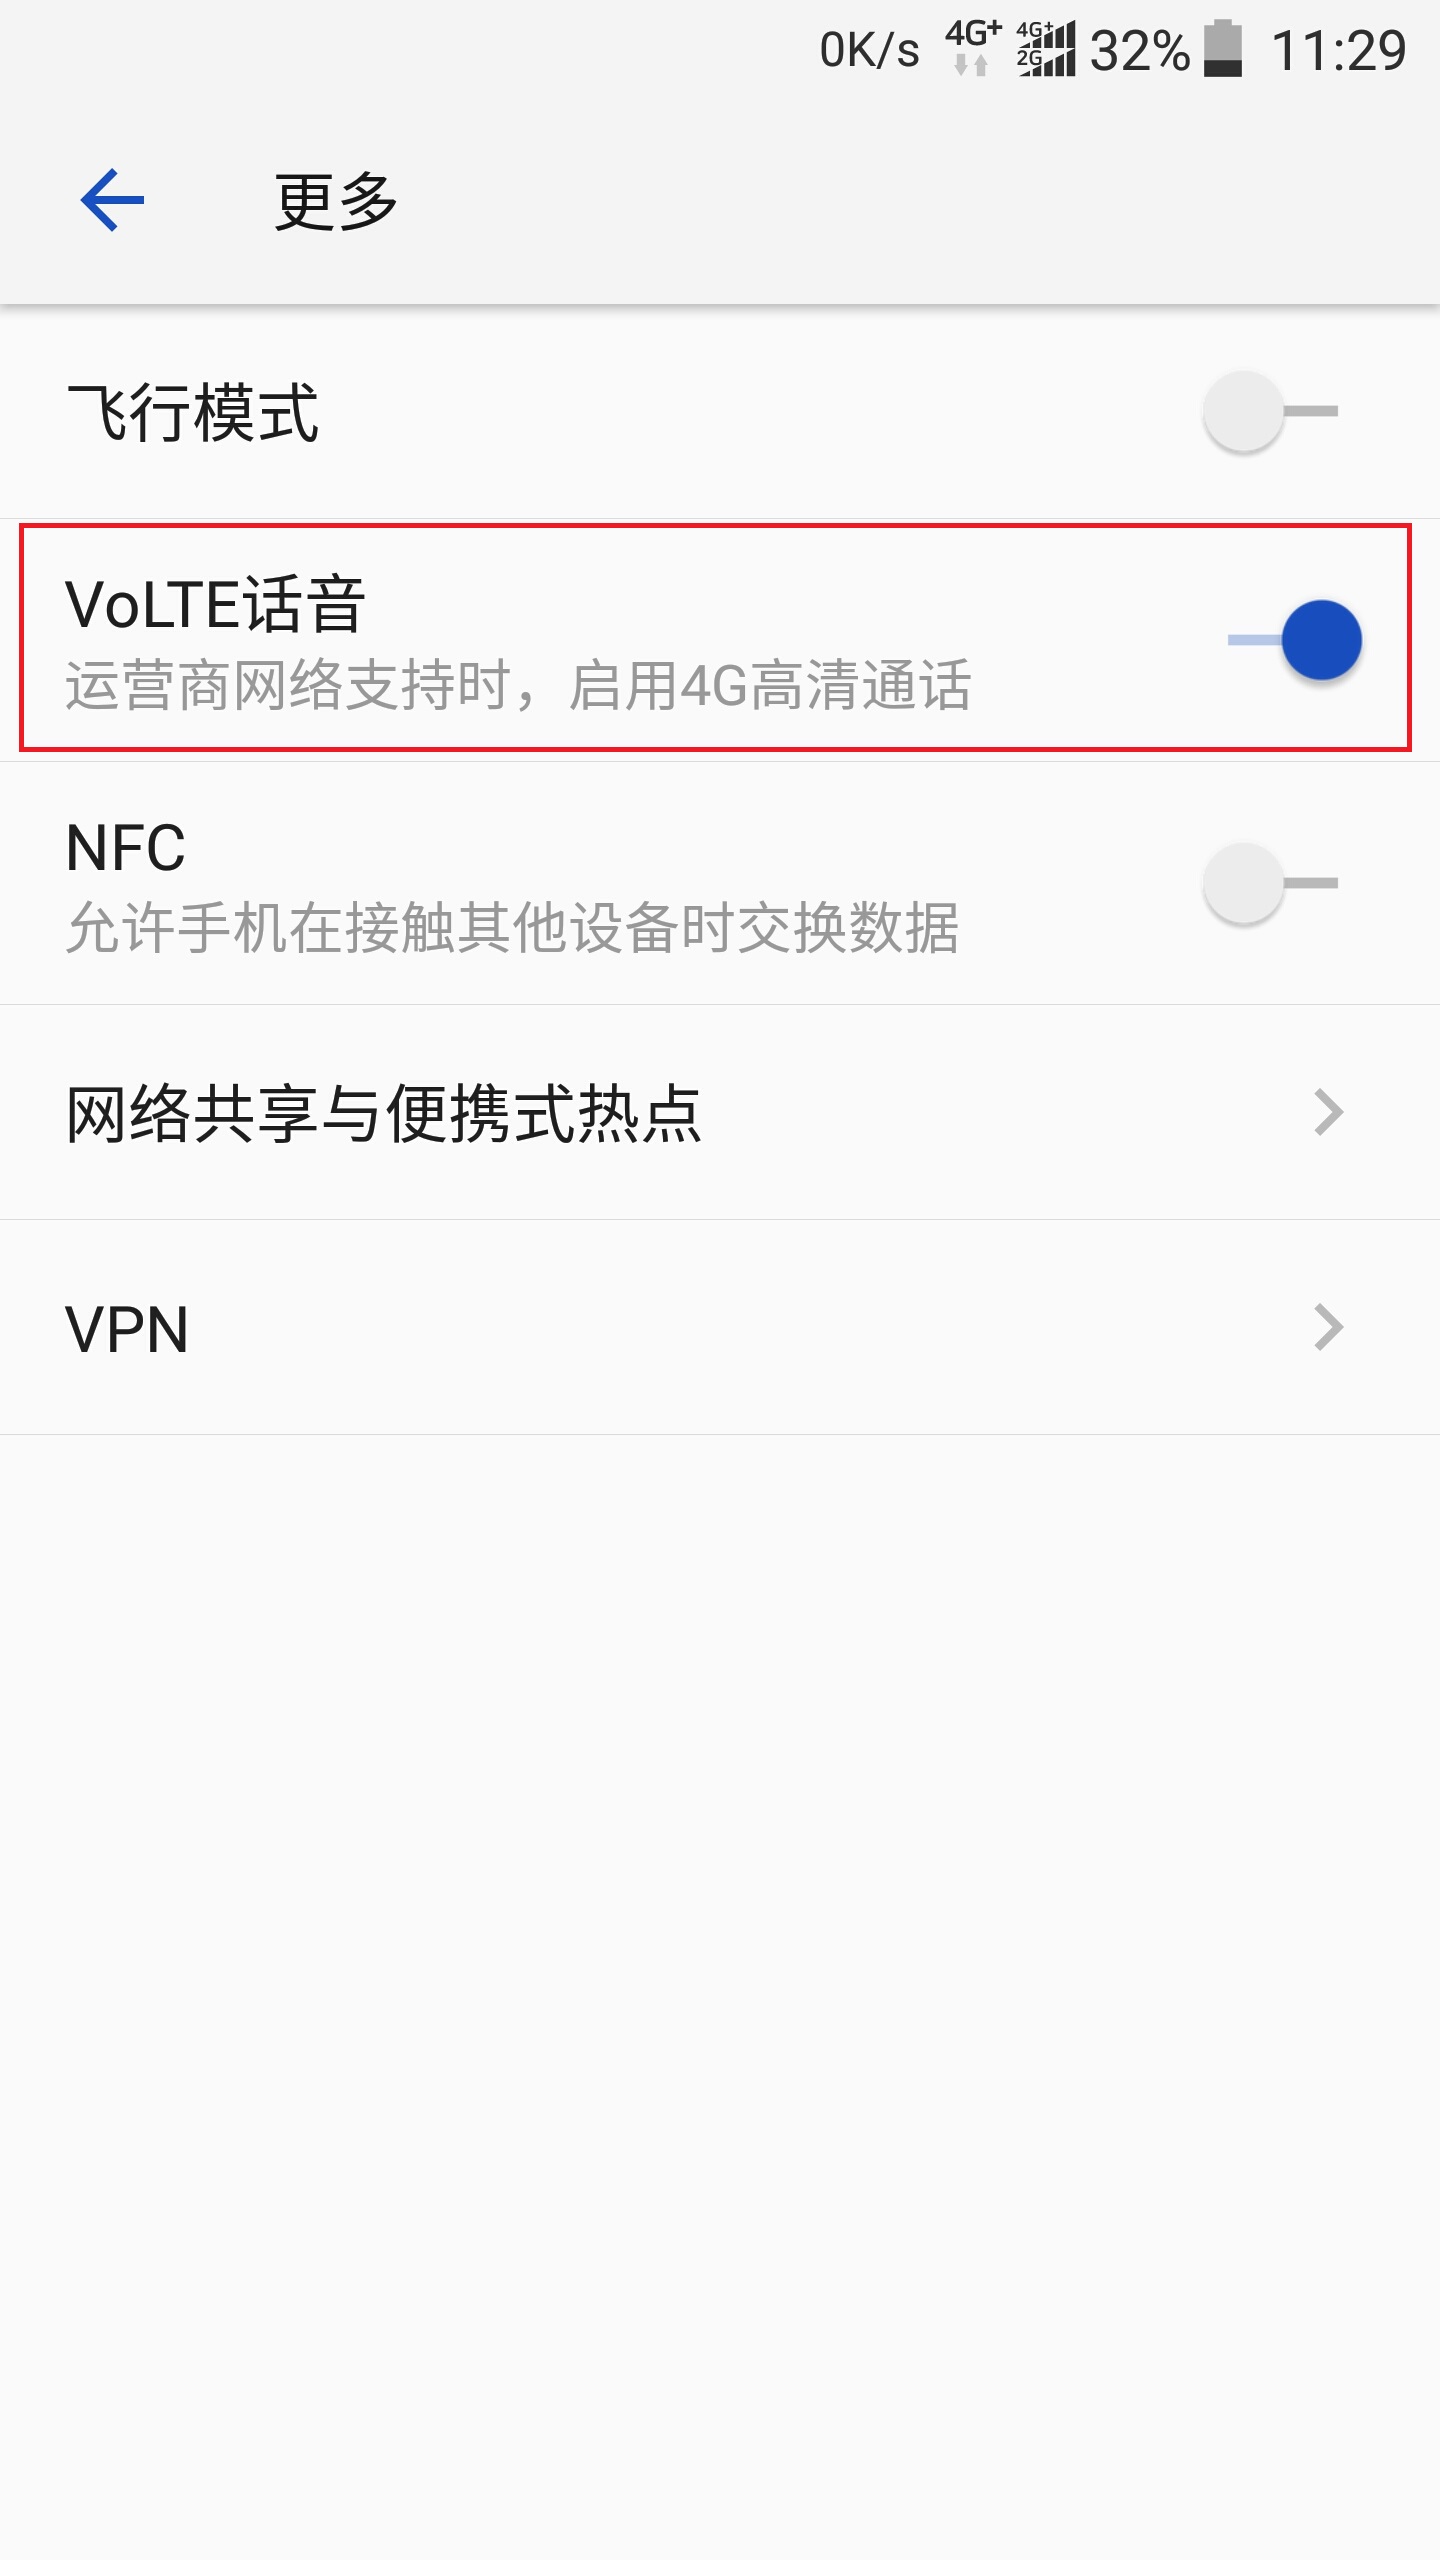 0K/s 4G+ 4G+ 2G 32% 11:29
更多
飞行模式
VoLTE话音
运营商网络支持时，启用4G高清通话
NFC
允许手机在接触其他设备时交换数据
网络共享与便携式热点
VPN